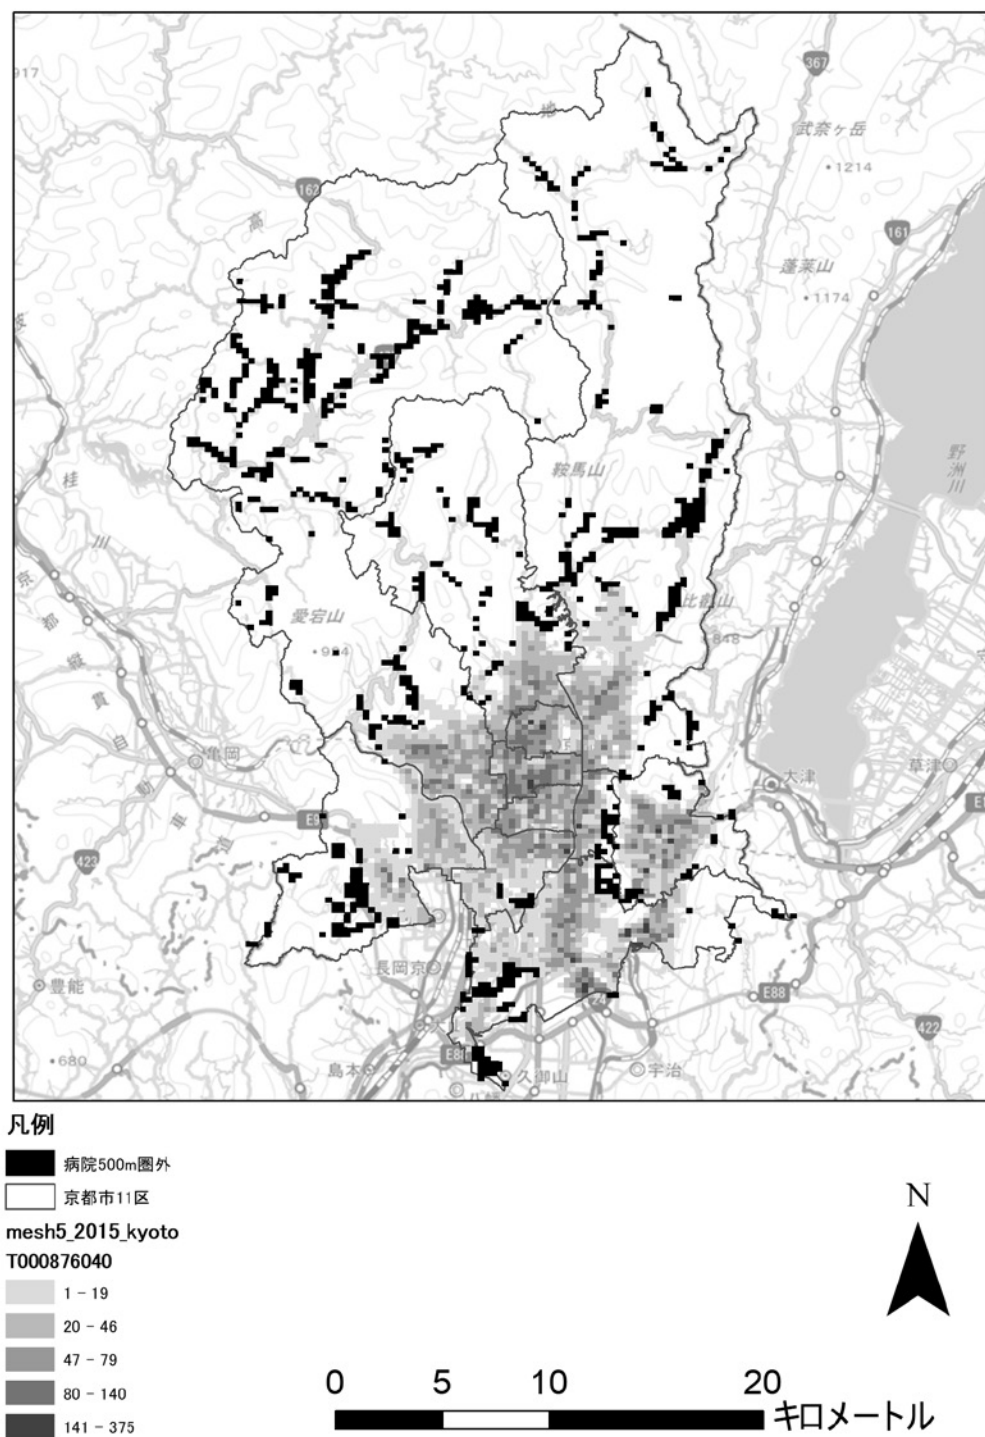 367
917
地
武奈ヶ岳
・1214
162
高
161
蓬莱山
・1174
鞍馬山
野洲川
桂
川
京
都
縦
貫
自
動
車
道
愛宕山
比叡山
848
亀岡
大津
草津
E9
423
長岡京
豊能
E88
24
422
・680
島本
久御山
宇治
凡例
病院500m圏外
京都市11区
mesh5_2015_kyoto
T000876040
1 - 19
20 - 46
47 - 79
80 - 140
141 - 375
N
0 5 10 20
キロメートル